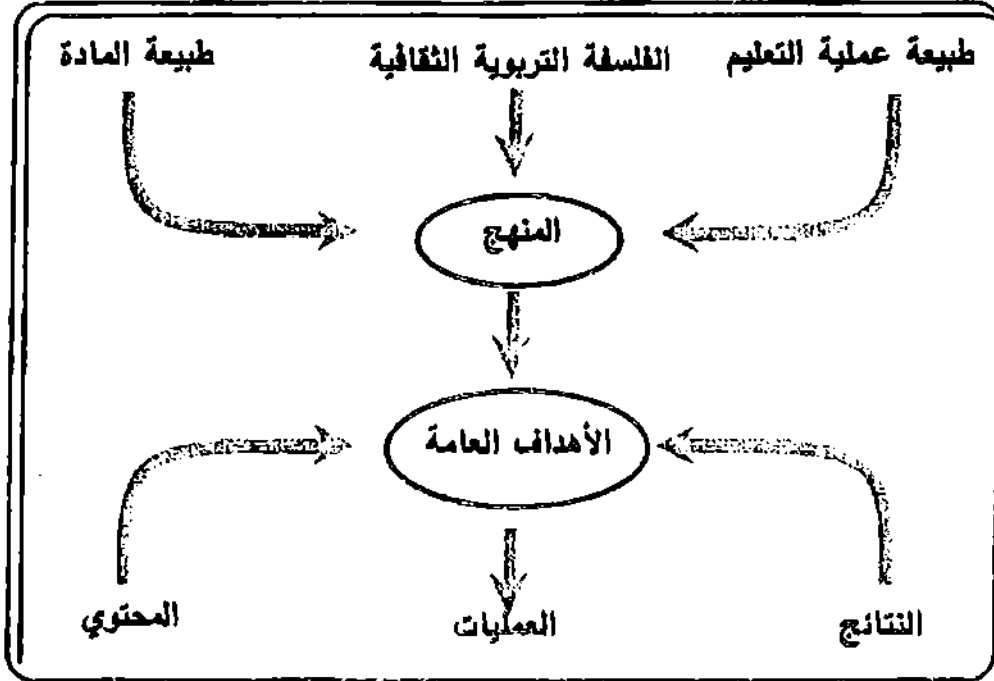 طبيعة عملية التعليم
الفلسفة التربوية الثقافية
طبيعة المادة
المنهج
الأهداف العامة
النتائج
العمليات
المحتوي